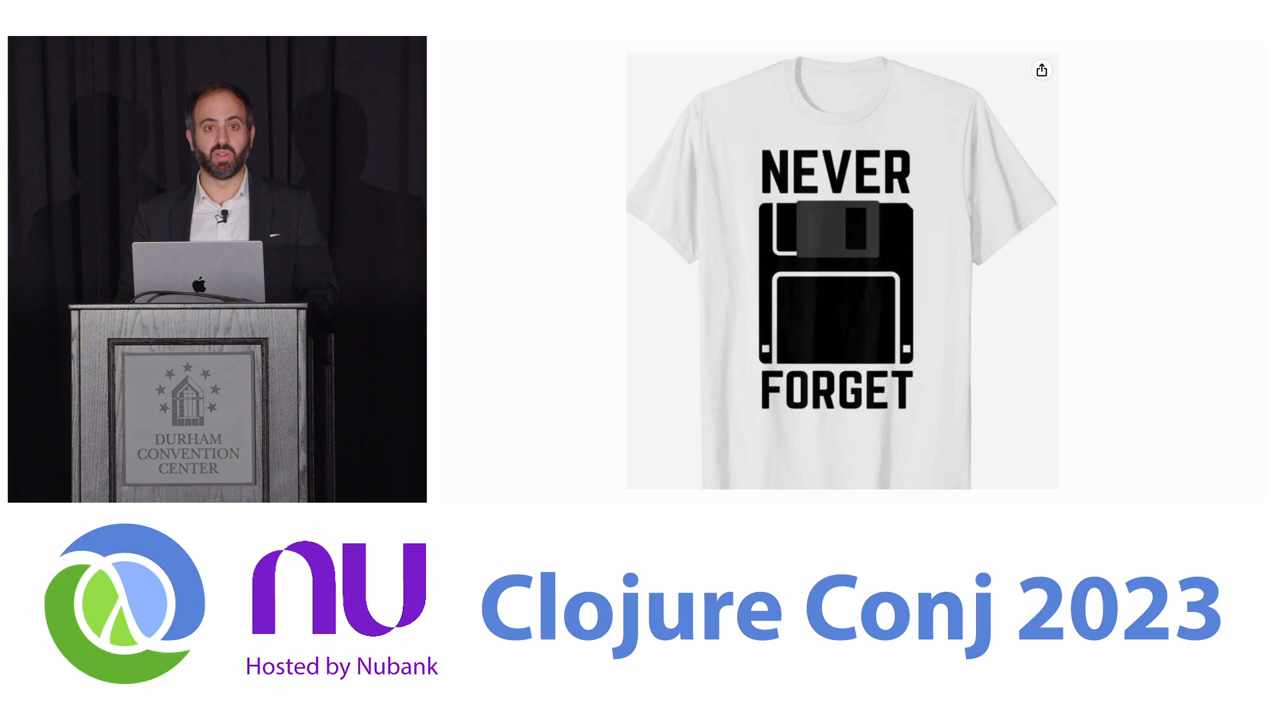 NEVER
FORGET
DURHAM
CONVENTION
CENTER
nu
Hosted by Nubank
Clojure Conj 2023